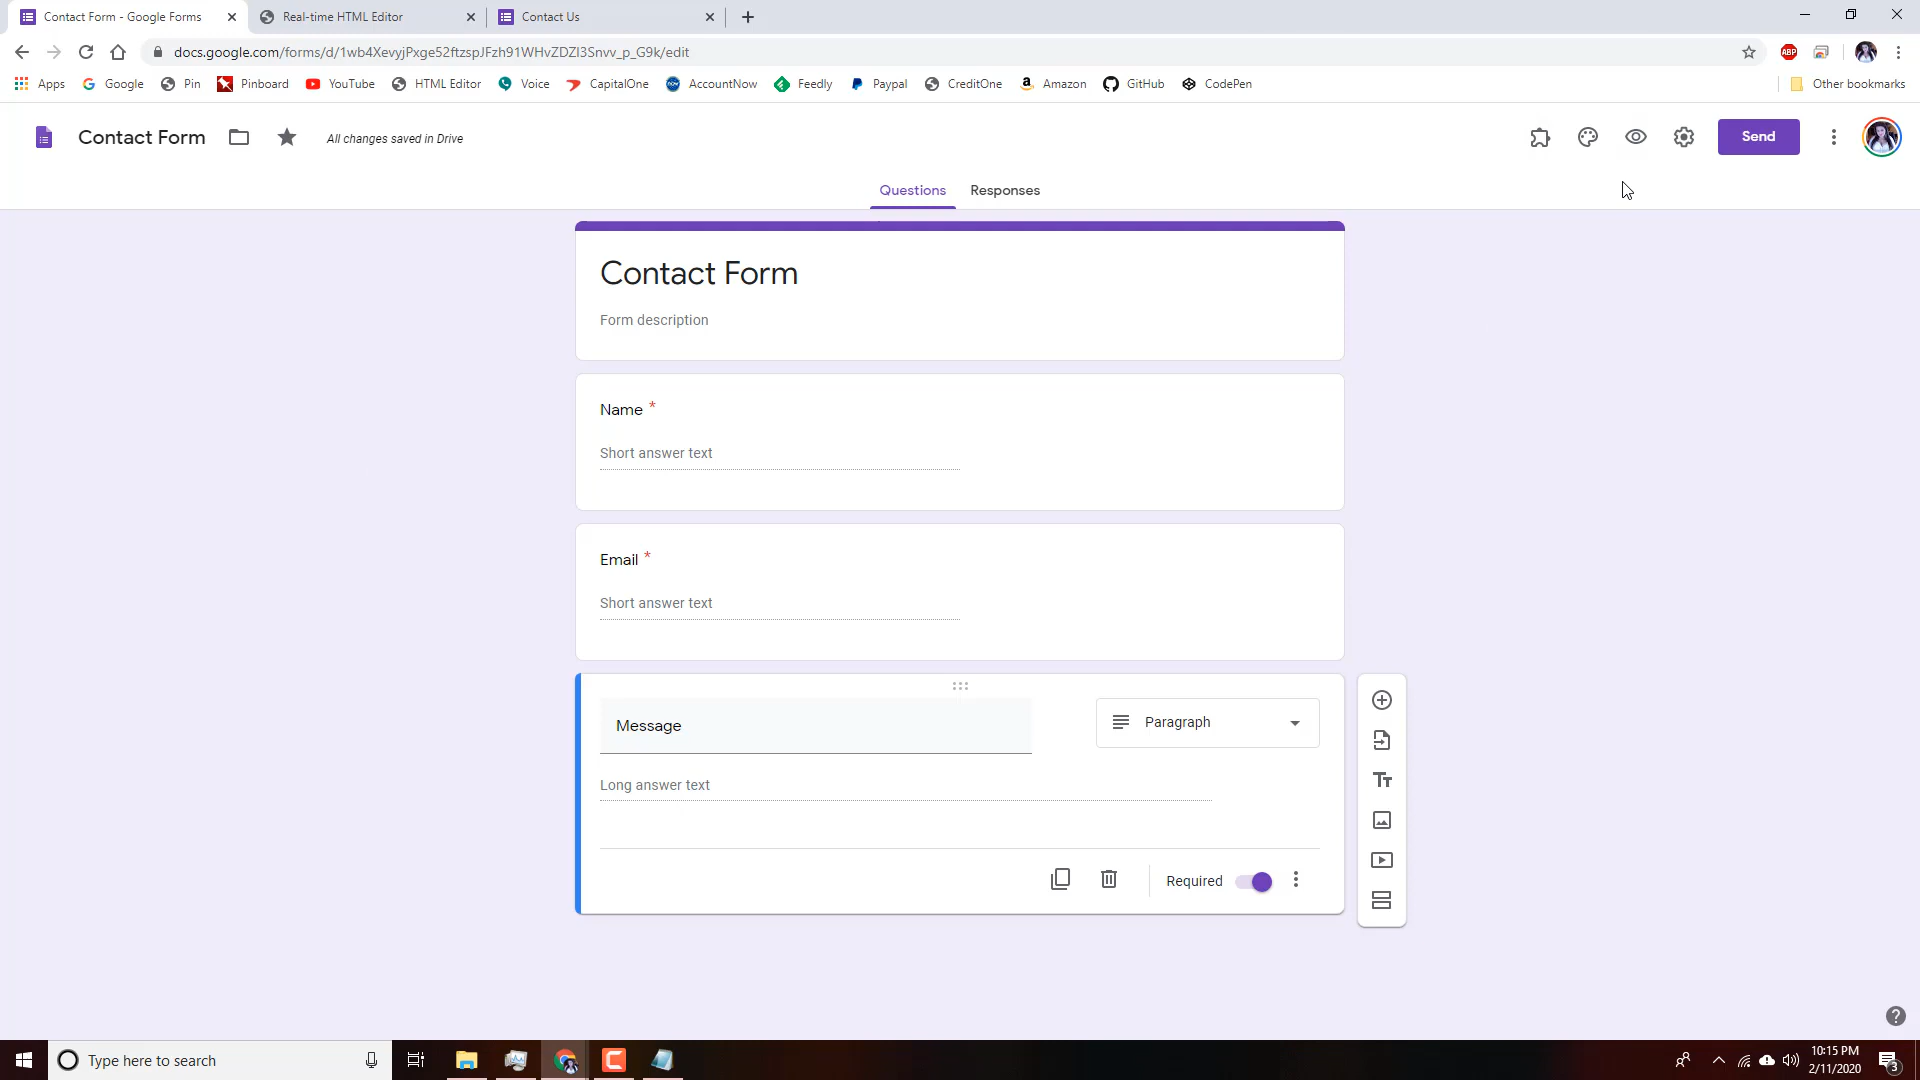 Contact Form - Google Forms
Real-time HTML Editor
Contact Us
docs.google.com/forms/d/1wb4XevyjPxge52ftzspJFzh91WHvZDZI3Snvv_p_G9k/edit
ABP
Apps
Google
Pin
Pinboard
YouTube
HTML Editor
Voice
CapitalOne
AccountNow
Feedly
Paypal
CreditOne
Amazon
GitHub
CodePen
Other bookmarks
Contact Form
All changes saved in Drive
Send
Questions
Responses
Contact Form
Form description
Name *
Short answer text
Email *
Short answer text
Message
Paragraph
Long answer text
Required
Type here to search
10:15 PM
2/11/2020
3